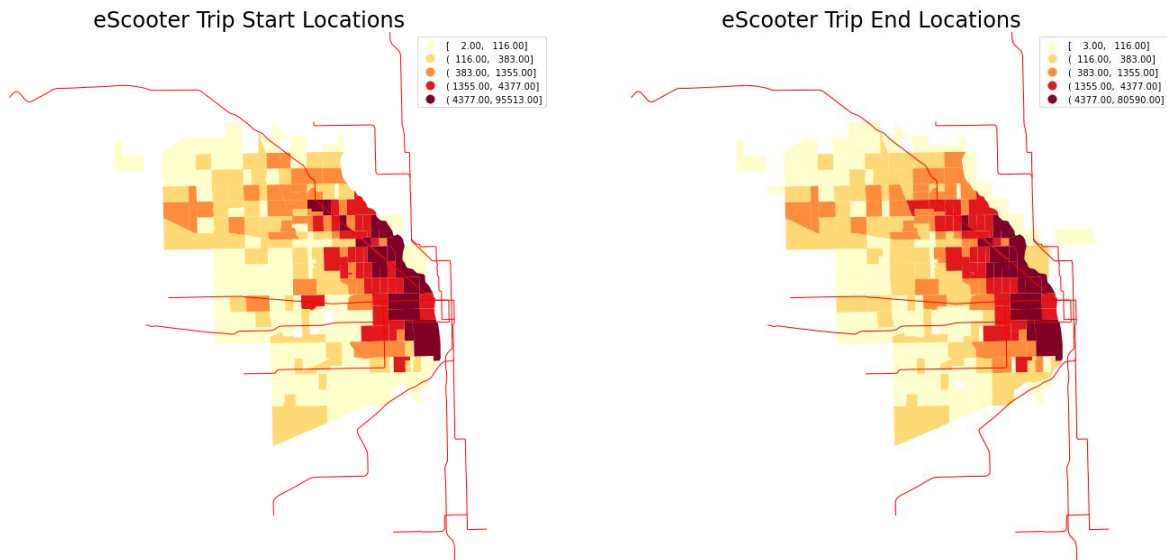 eScooter Trip Start Locations
[ 2.00, 116.00]
( 116.00, 383.00]
( 383.00, 1355.00]
(1355.00, 4377.00]
(4377.00, 95513.00]
eScooter Trip End Locations
[ 3.00, 116.00]
( 116.00, 383.00]
( 383.00, 1355.00]
(1355.00, 4377.00]
(4377.00, 80590.00]